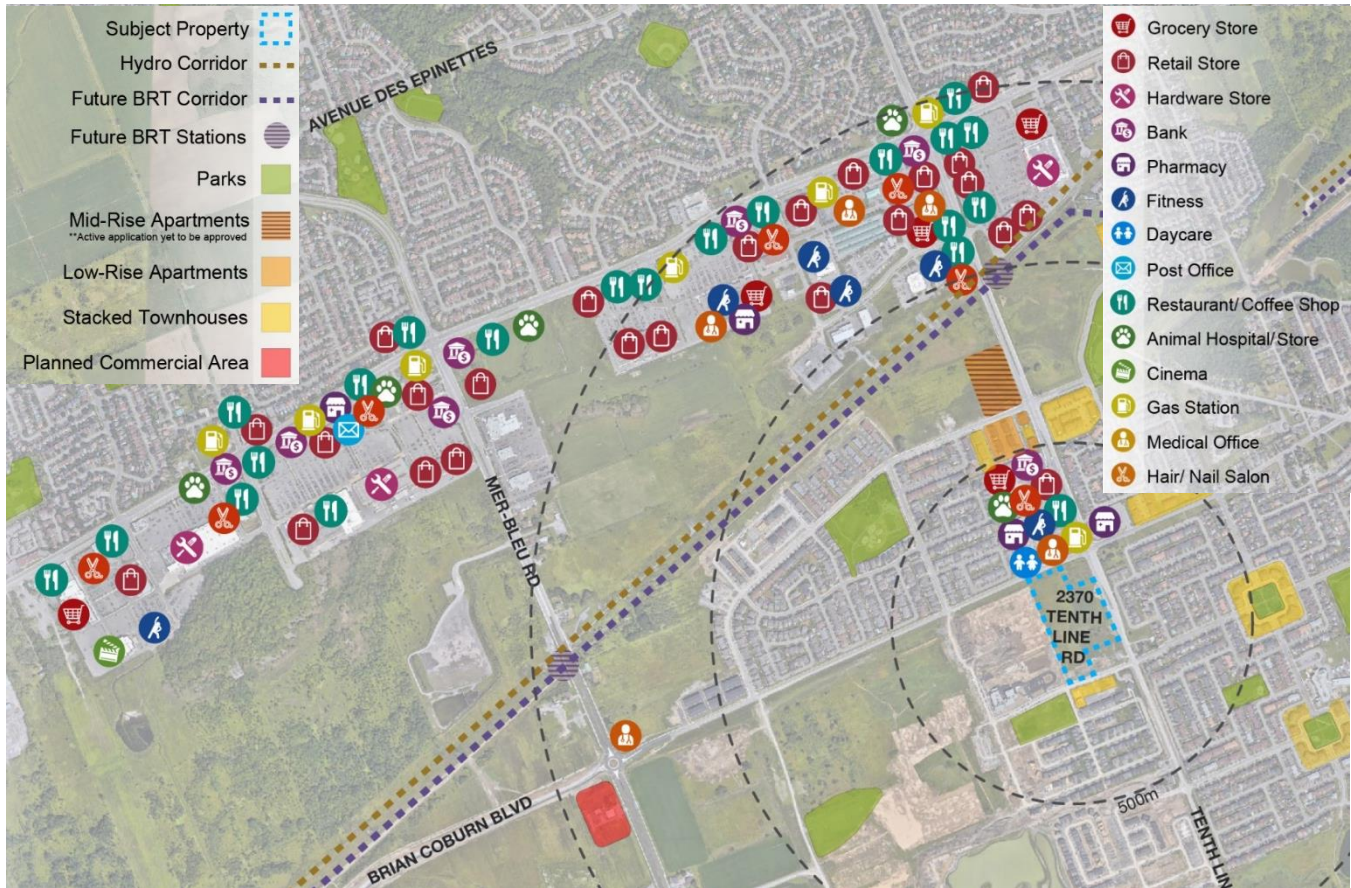 Subject Property
Hydro Corridor
Future BRT Corridor
Future BRT Stations
Parks
Mid-Rise Apartments
**Active application yet to be approved
Low-Rise Apartments
Stacked Townhouses
Planned Commercial Area
AVENUE DES EPINETTES
Grocery Store
Retail Store
Hardware Store
Bank
Pharmacy
Fitness
Daycare
Post Office
Restaurant/ Coffee Shop
Animal Hospital/ Store
Cinema
Gas Station
Medical Office
Hair/ Nail Salon
MER-BLEU RD
2370
TENTH
LINE
RD
500m
BRIAN COBURN BLVD
TENTH LIN